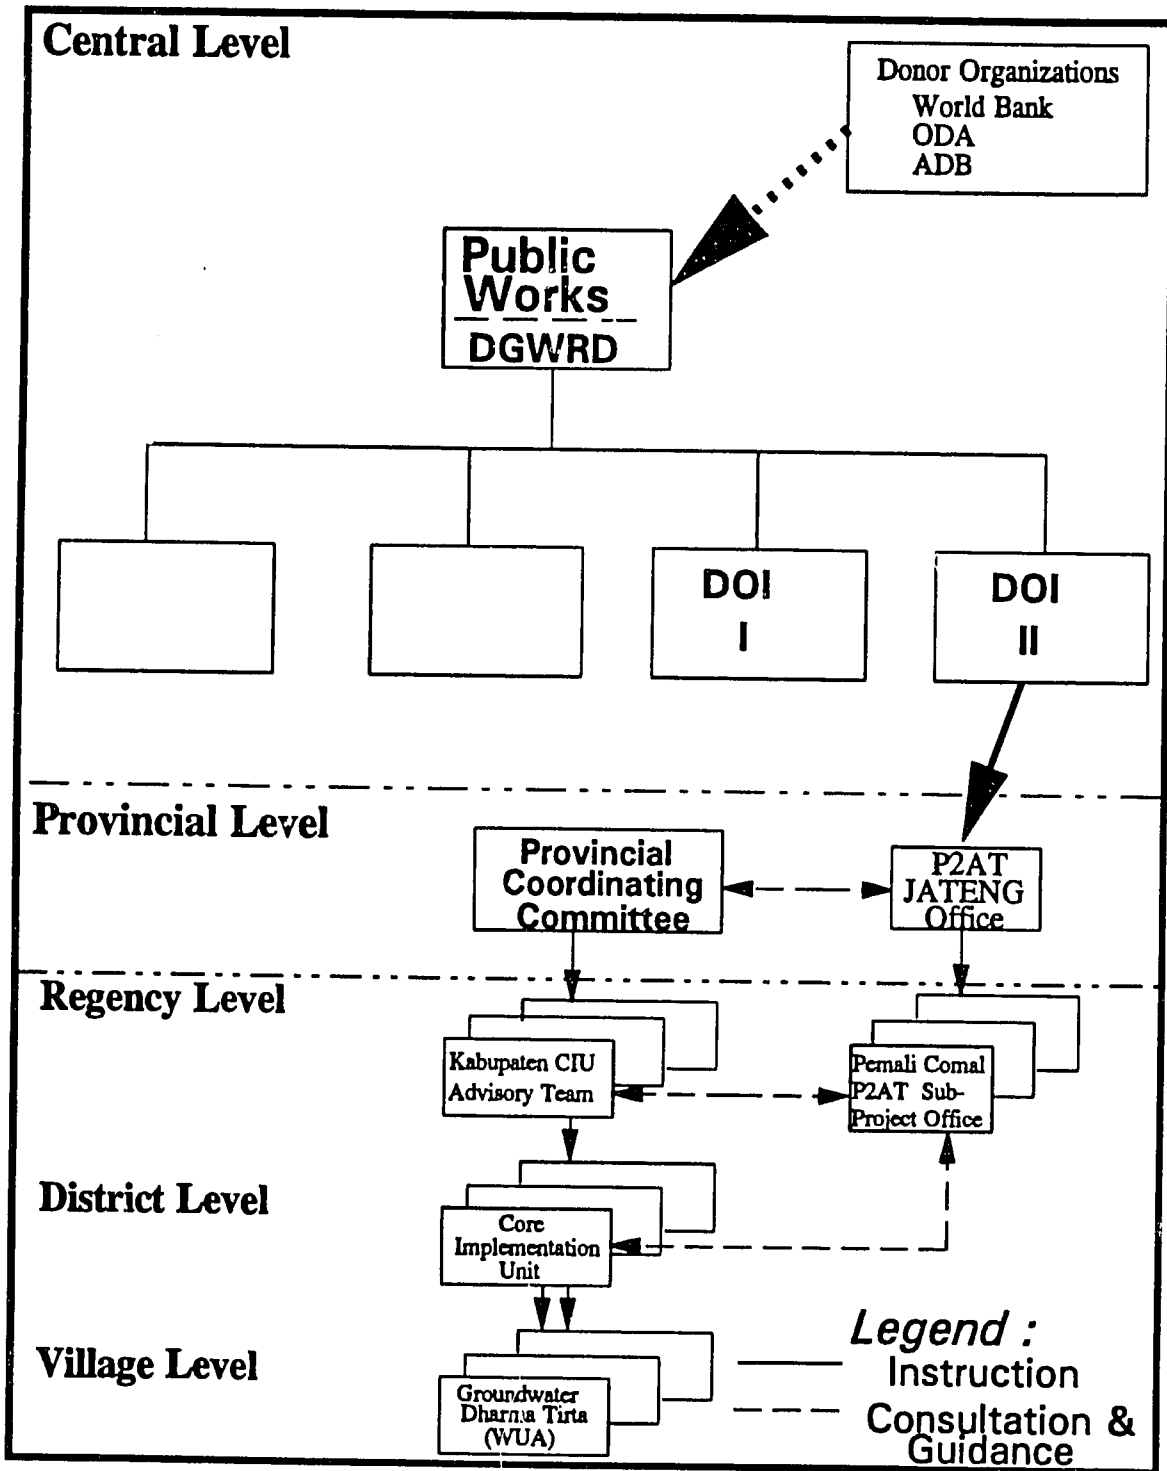 Central Level
Donor Organizations
World Bank
ODA
ADB
Public
Works
DGWRD
DOI
I
DOI
II
Provincial Level
Provincial
Coordinating
Committee
P2AT
JATENG
Office
Regency Level
Kabupaten CIU
Advisory Team
Pemali Comal
P2AT Sub-
Project Office
District Level
Core
Implementation
Unit
Village Level
Groundwater
Dharma Tirta
(WUA)
Legend :
Instruction
Consultation &
Guidance